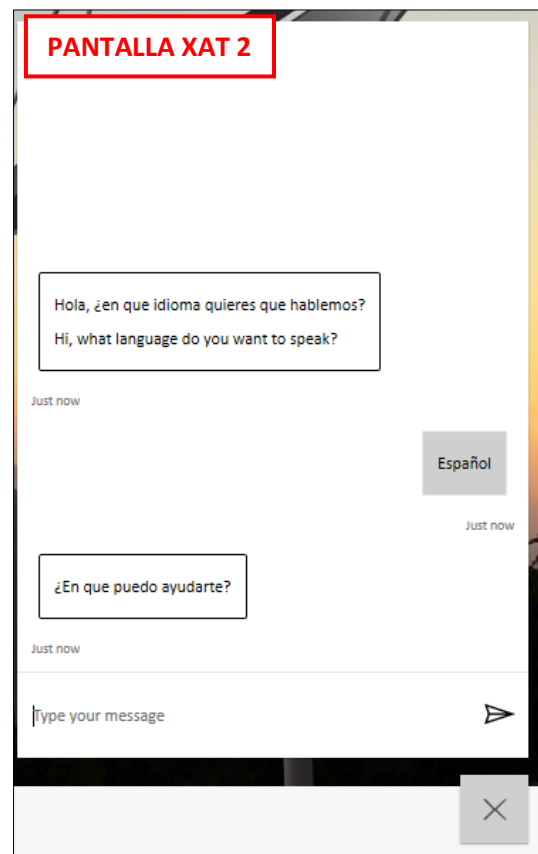 PANTALLA XAT 2
Hola, ¿en que idioma quieres que hablemos?
Hi, what language do you want to speak?
Just now
Español
Just now
¿En que puedo ayudarte?
Just now
Type your message